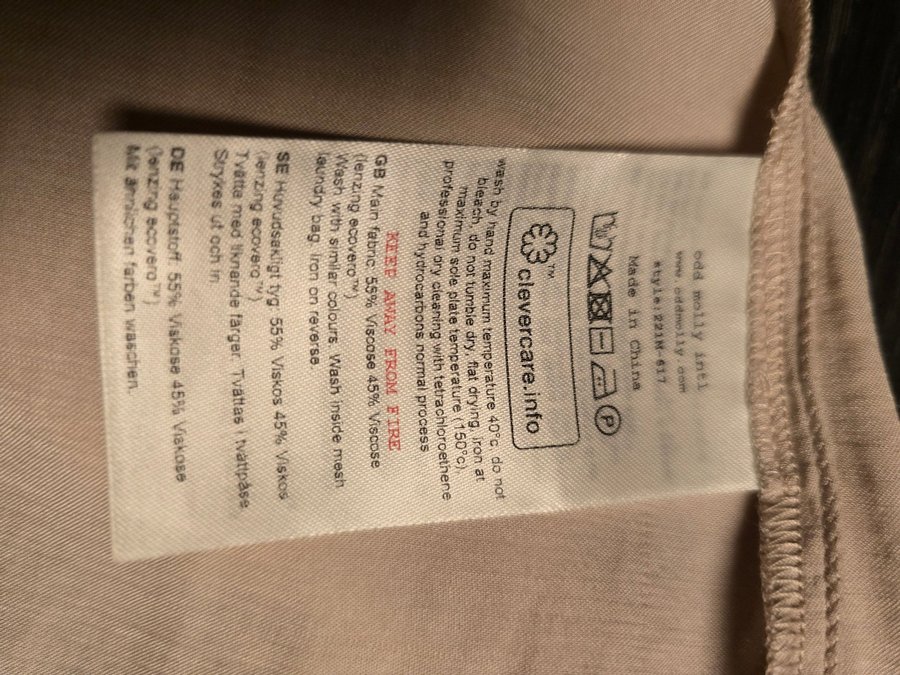 odd molly intl
www.oddmolly.com
style:221M-617
Made in China
P
clevercare.info™
wash by hand maximum temperature 40°c, do not
bleach, do not tumble dry, flat drying, iron at
maximum sole plate temperature (150°c),
professional dry cleaning with tetrachloroethene
and hydrocarbons normal process
KEEP AWAY FROM FIRE
GB Main fabric: 55% Viscose 45% Viscose
(lenzing ecovero™)
Wash with similar colours. Wash inside mesh
laundry bag. Iron on reverse.
SE Huvudsakligt tyg: 55% Viskos 45% Viskos
(lenzing ecovero™)
Tvätta med liknande färger. Tvättas i tvättpåse.
Strykes ut och in.
DE Hauptstoff: 55% Viskose 45% Viskose
(lenzing ecovero™)
Mit ähnlichen farben waschen.